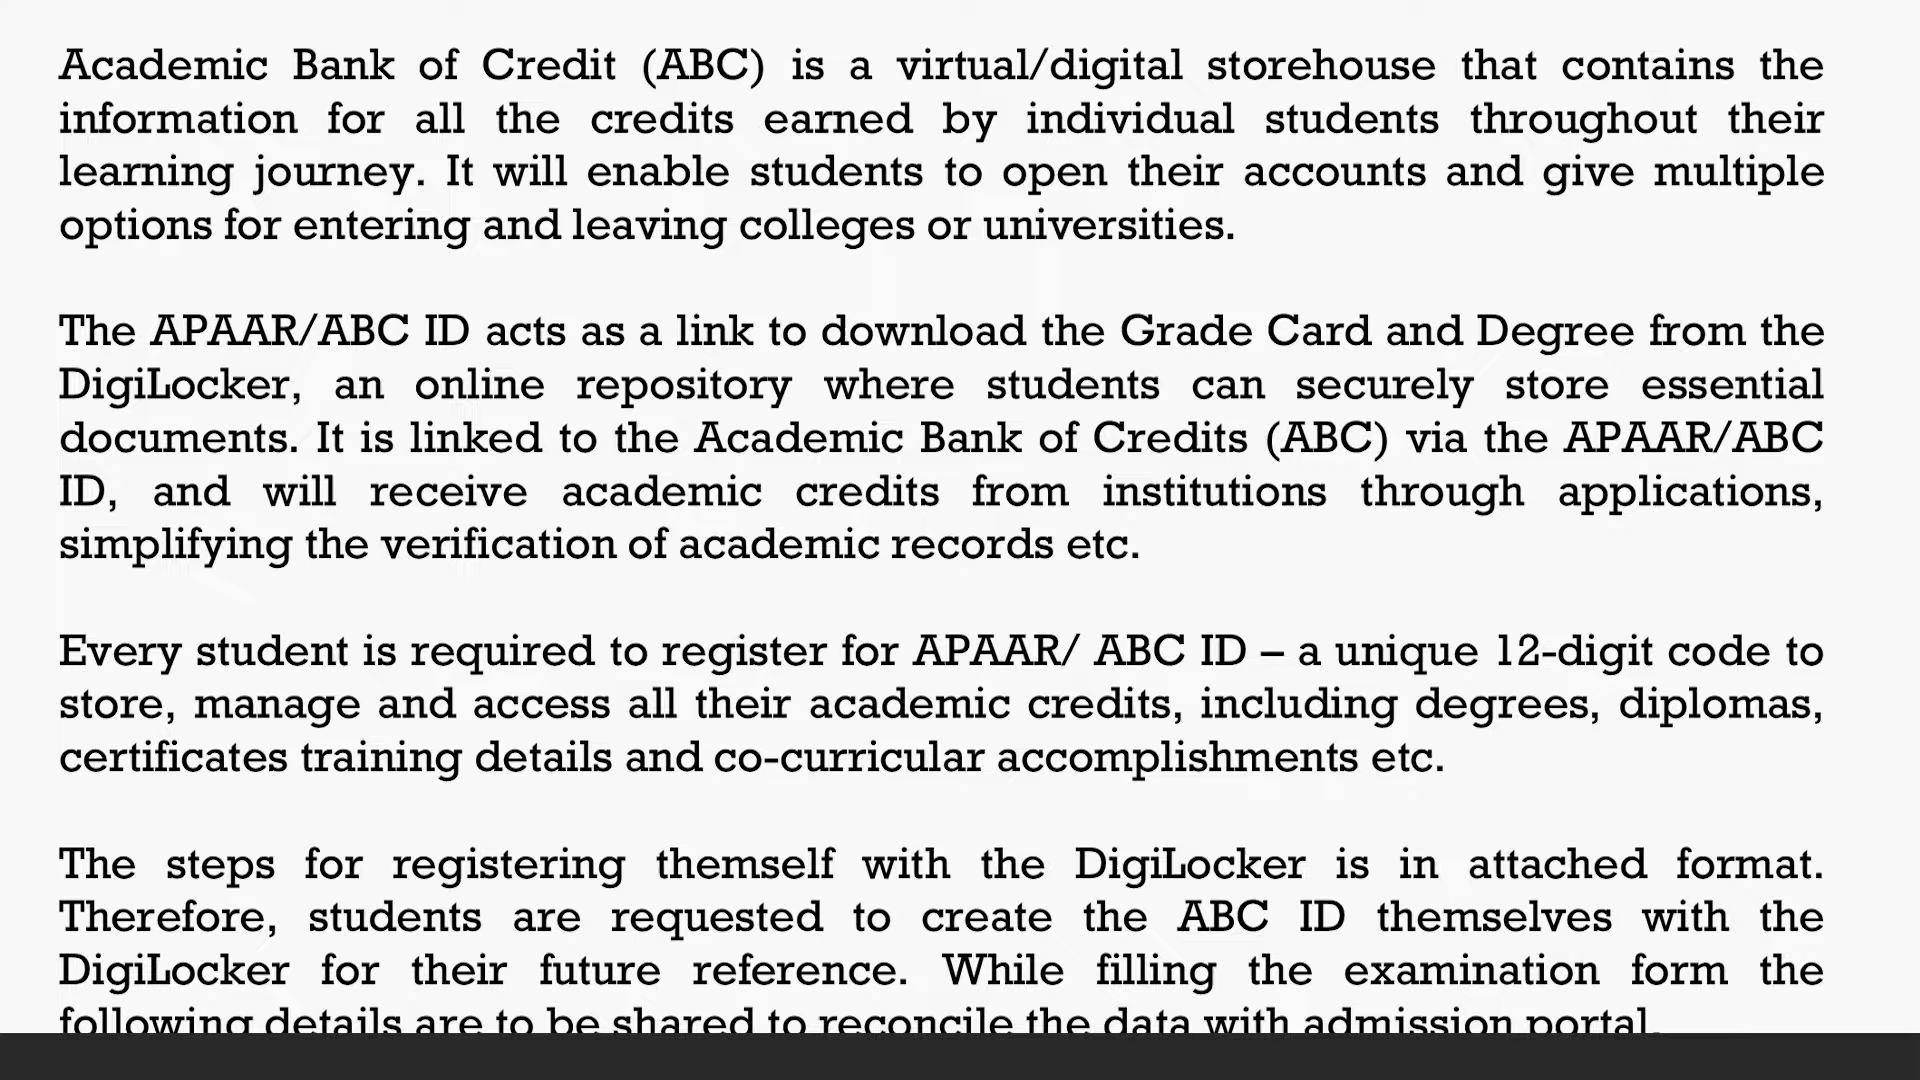 Academic Bank of Credit (ABC) is a virtual/digital storehouse that contains the
information for all the credits earned by individual students throughout their
learning journey. It will enable students to open their accounts and give multiple
options for entering and leaving colleges or universities.
The APAAR/ABC ID acts as a link to download the Grade Card and Degree from the
DigiLocker, an online repository where students can securely store essential
documents. It is linked to the Academic Bank of Credits (ABC) via the APAAR/ABC
ID, and will receive academic credits from institutions through applications,
simplifying the verification of academic records etc.
Every student is required to register for APAAR/ ABC ID – a unique 12-digit code to
store, manage and access all their academic credits, including degrees, diplomas,
certificates training details and co-curricular accomplishments etc.
The steps for registering themself with the DigiLocker is in attached format.
Therefore, students are requested to create the ABC ID themselves with the
DigiLocker for their future reference. While filling the examination form the
following details are to be shared to reconcile the data with admission portal.